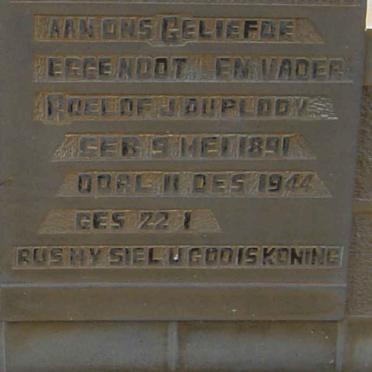 AAN ONS GELIEFDE
EGGENOOT EN VADER
ROELOF J DUPLOOY
GEB 9 MEI 1891
OORL 11 DES 1944
GES 22 1
RUS MY SIEL U GOD IS KONING